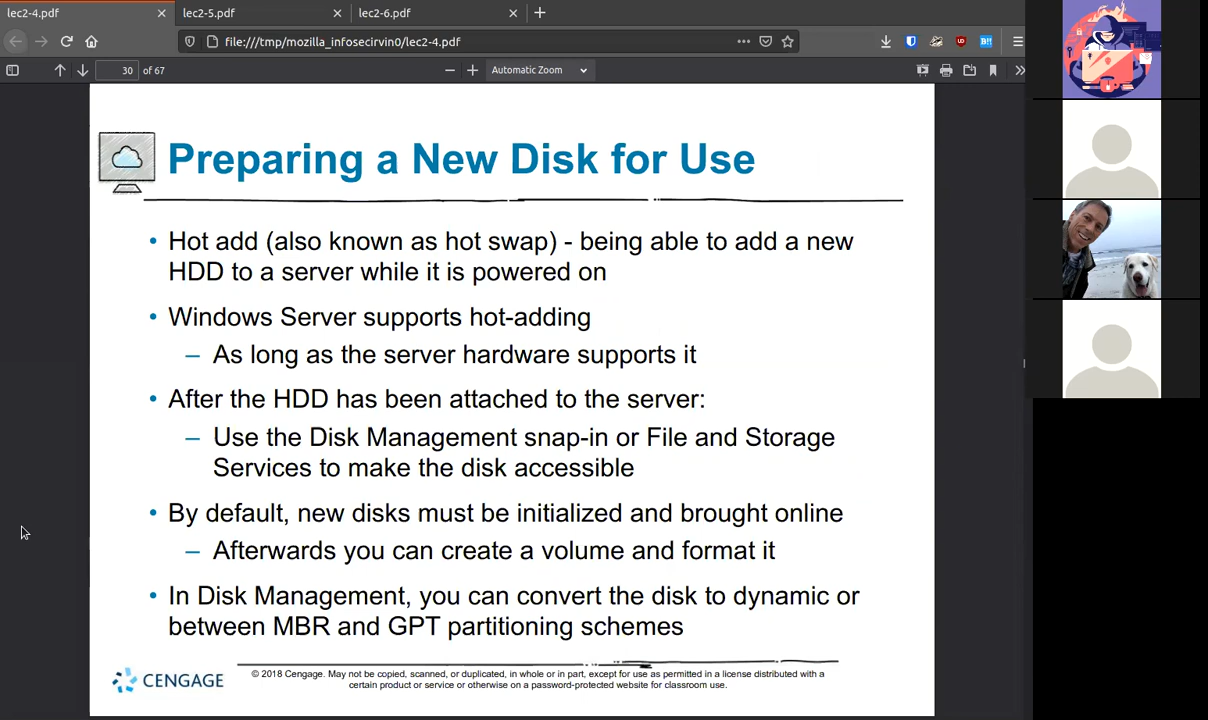 lec2-4.pdf
lec2-5.pdf
lec2-6.pdf
file:///tmp/mozilla_infosecirvin0/lec2-4.pdf
30 of 67
Automatic Zoom
Preparing a New Disk for Use
• Hot add (also known as hot swap) - being able to add a new
HDD to a server while it is powered on
• Windows Server supports hot-adding
– As long as the server hardware supports it
• After the HDD has been attached to the server:
– Use the Disk Management snap-in or File and Storage
Services to make the disk accessible
• By default, new disks must be initialized and brought online
– Afterwards you can create a volume and format it
• In Disk Management, you can convert the disk to dynamic or
between MBR and GPT partitioning schemes
CENGAGE
© 2018 Cengage. May not be copied, scanned, or duplicated, in whole or in part, except for use as permitted in a license distributed with a
certain product or service or otherwise on a password-protected website for classroom use.